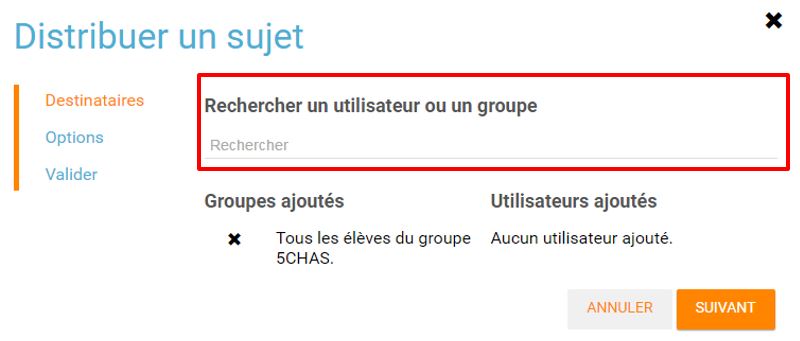 Distribuer un sujet
Destinataires
Options
Valider
Rechercher un utilisateur ou un groupe
Rechercher
Groupes ajoutés
Tous les élèves du groupe
5CHAS.
Utilisateurs ajoutés
Aucun utilisateur ajouté.
ANNULER
SUIVANT